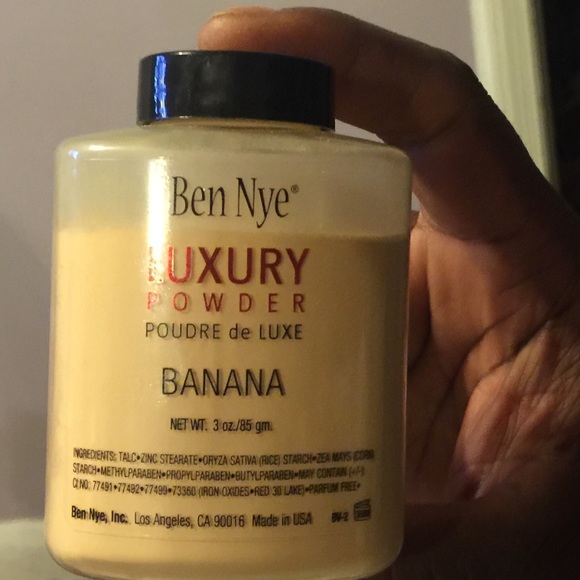 Ben Nye®
LUXURY
POWDER
POUDRE de LUXE
BANANA
NET WT. 3 oz./85 gm.
INGREDIENTS: TALC•ZINC STEARATE•ORYZA SATIVA (RICE) STARCH•ZEA MAYS (CORN)
STARCH•METHYLPARABEN•PROPYLPARABEN•BUTYLPARABEN•MAY CONTAIN (+/-)
CI NO: 77491•77492•77499•73360 (IRON OXIDES•RED 30 LAKE)•PARFUM FREE•
Ben Nye, Inc. Los Angeles, CA 90016 Made in USA BV-2